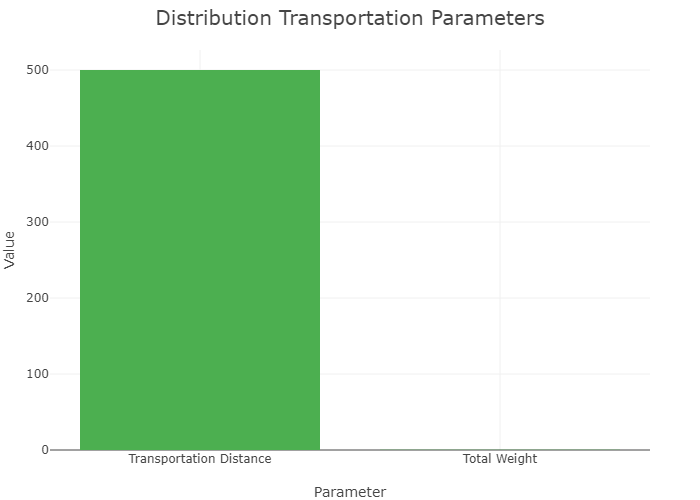 Distribution Transportation Parameters
Value
500
400
300
200
100
0
Transportation Distance
Total Weight
Parameter